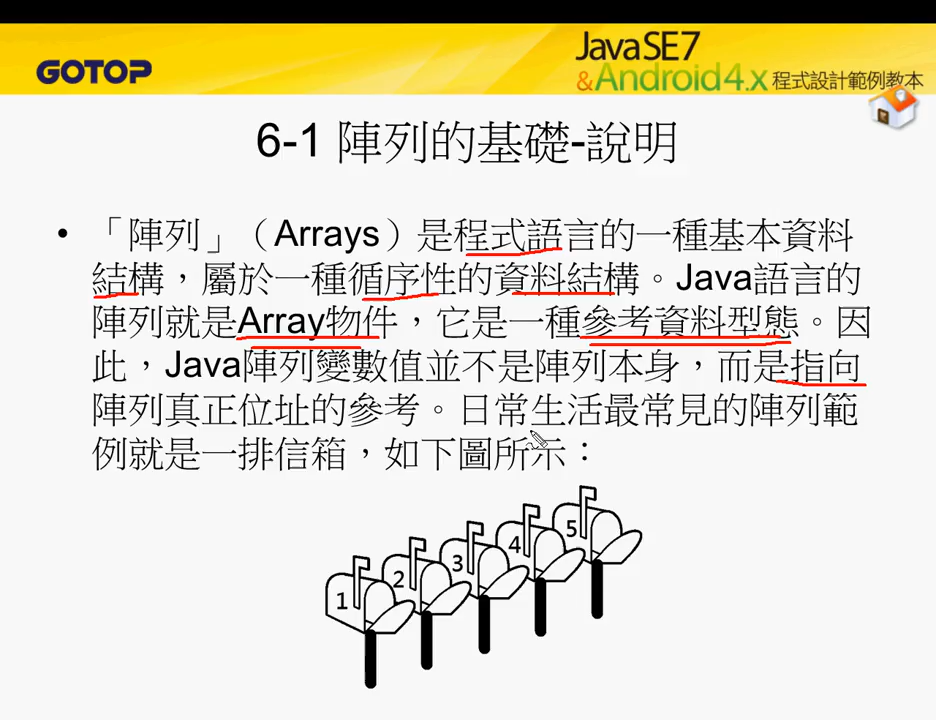 GOTOP
JavaSE7
&Android4.x 程式設計範例教本
6-1 陣列的基礎-說明
• 「陣列」（Arrays）是程式語言的一種基本資料
結構，屬於一種循序性的資料結構。Java語言的
陣列就是Array物件，它是一種參考資料型態。因
此，Java陣列變數值並不是陣列本身，而是指向
陣列真正位址的參考。日常生活最常見的陣列範
例就是一排信箱，如下圖所示：
1 2 3 4 5